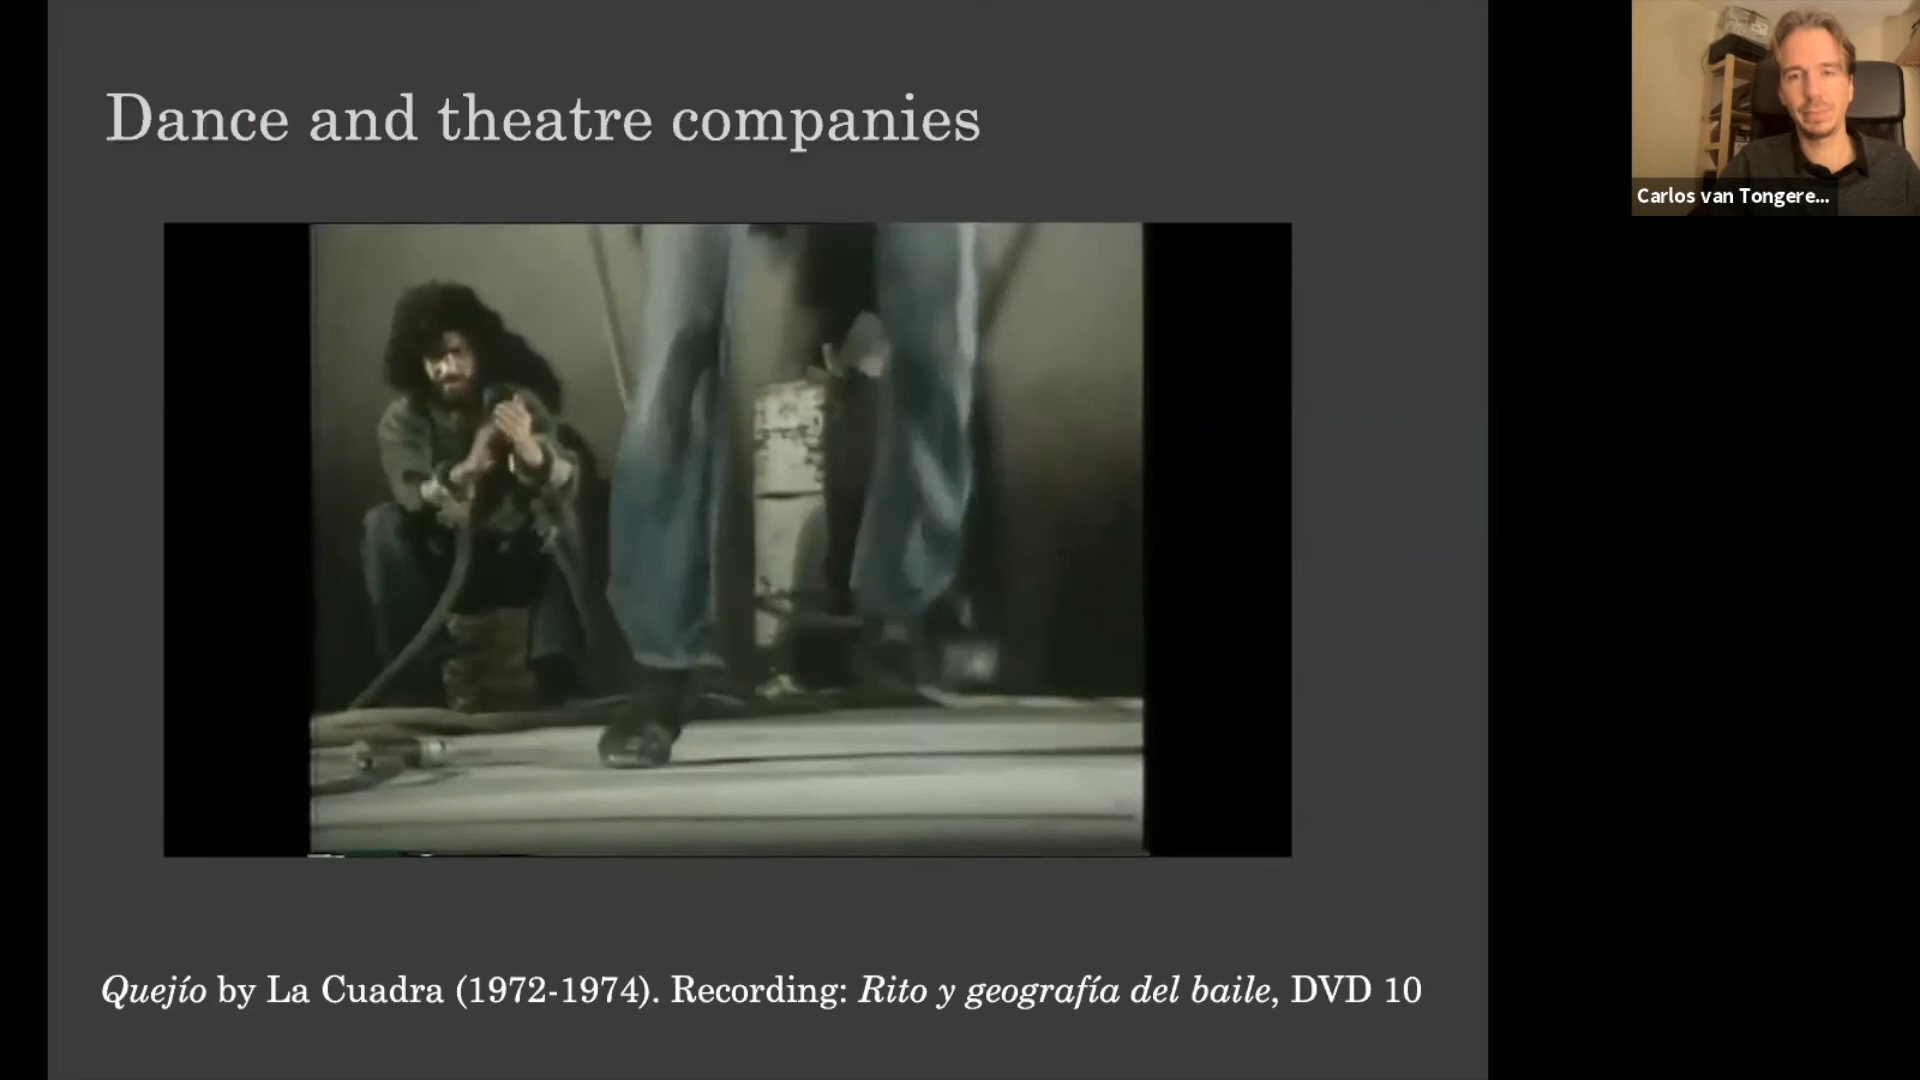 Dance and theatre companies
Carlos van Tongere...
Quejío by La Cuadra (1972-1974). Recording: Rito y geografía del baile, DVD 10